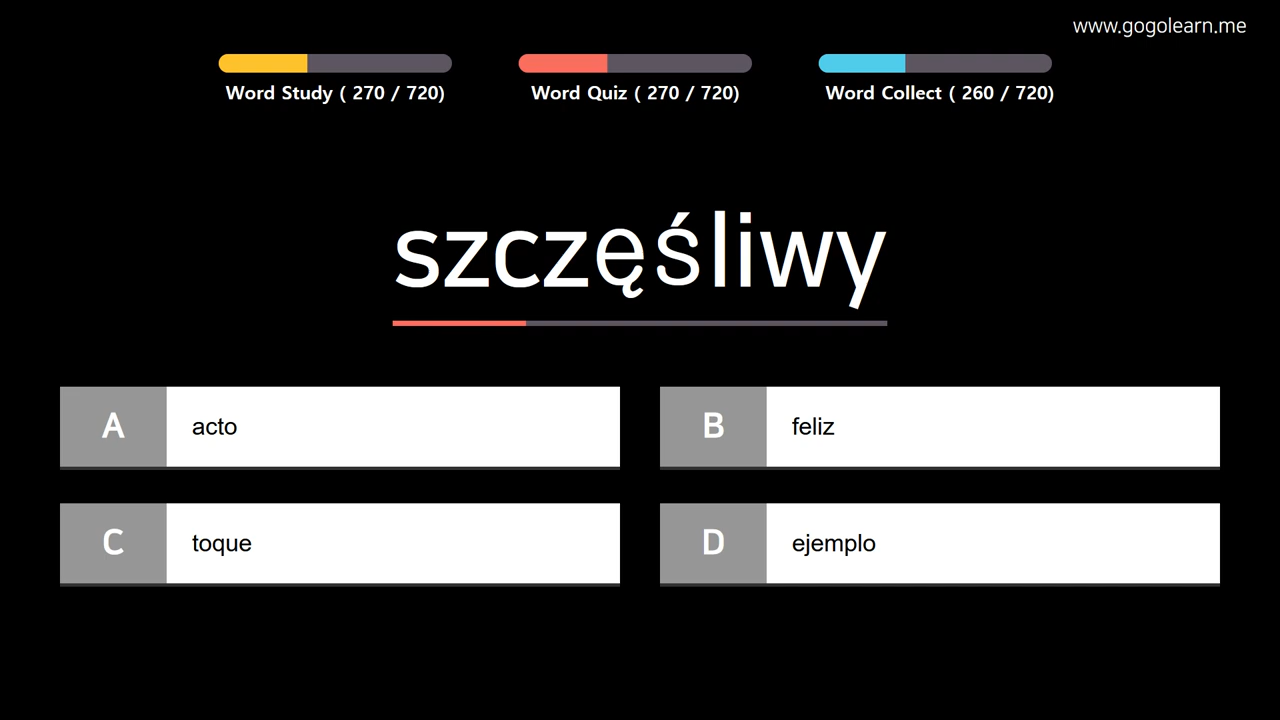 www.gogolearn.me
Word Study ( 270 / 720)
Word Quiz ( 270 / 720)
Word Collect ( 260 / 720)
szczęśliwy
A acto
B feliz
C toque
D ejemplo